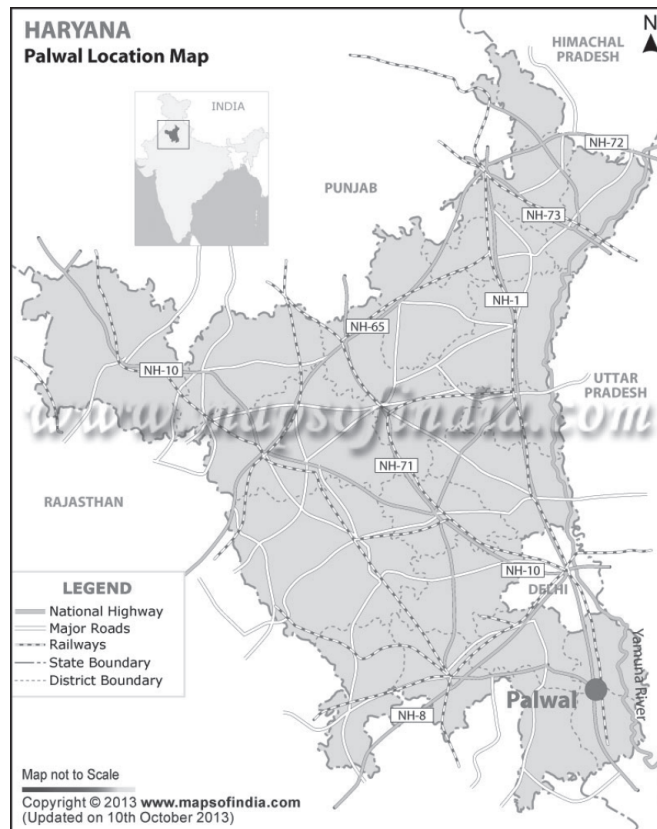 HARYANA
Palwal Location Map
N
HIMACHAL
PRADESH
INDIA
NH-72
PUNJAB
NH-73
NH-1
NH-65
NH-10
UTTAR
PRADESH
www.mapsofindia.com
NH-71
RAJASTHAN
NH-10
DELHI
LEGEND
National Highway
Major Roads
Railways
State Boundary
District Boundary
Yamuna River
Palwal
NH-8
Map not to Scale
Copyright © 2013 www.mapsofindia.com
(Updated on 10th October 2013)